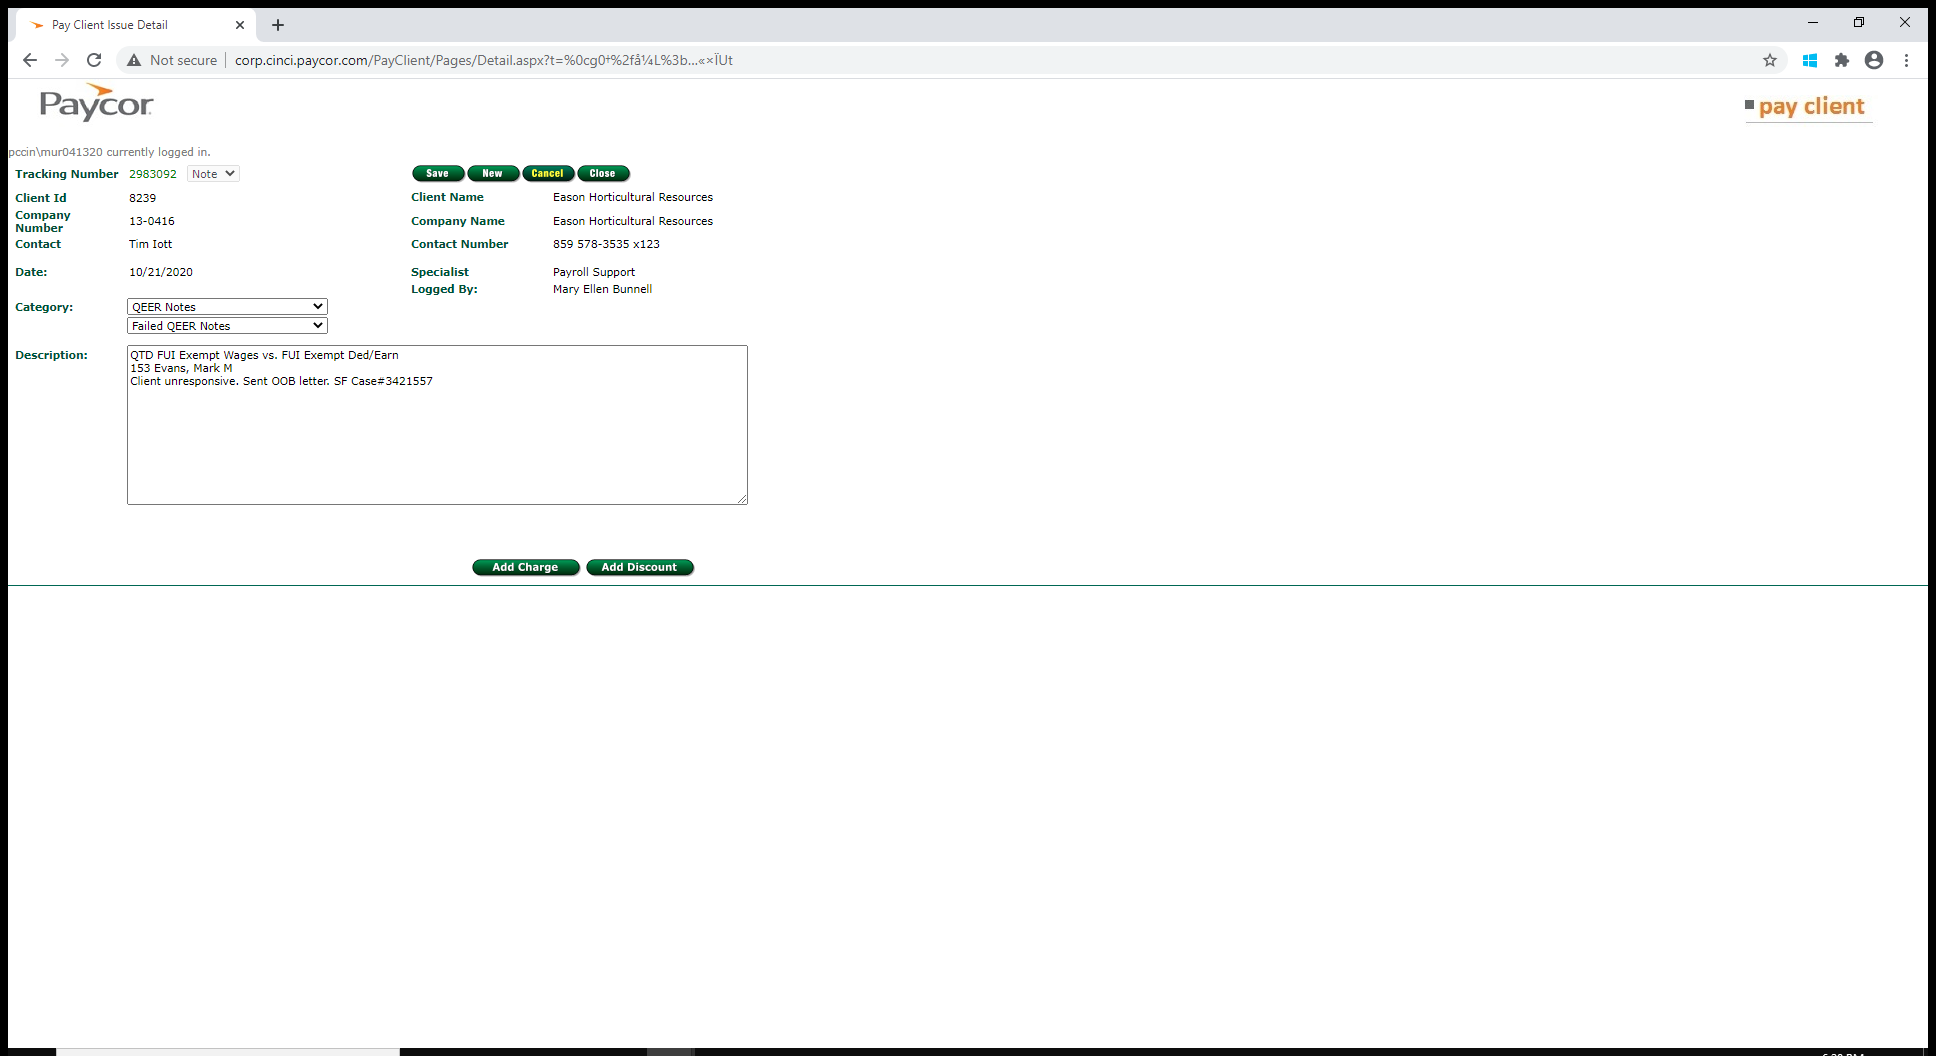 Pay Client Issue Detail
Not secure corp.cinci.paycor.com/PayClient/Pages/Detail.aspx?t=%0cg0†%2fâ¼L%3b...«×ÏUt
Paycor
pay client
pccin\mur041320 currently logged in.
Tracking Number 2983092 Note Save New Cancel Close
Client Id 8239 Client Name Eason Horticultural Resources
Company Number 13-0416 Company Name Eason Horticultural Resources
Contact Tim Iott Contact Number 859 578-3535 x123
Date: 10/21/2020 Specialist Payroll Support
Logged By: Mary Ellen Bunnell
Category: QEER Notes
Failed QEER Notes
Description: QTD FUI Exempt Wages vs. FUI Exempt Ded/Earn
153 Evans, Mark M
Client unresponsive. Sent OOB letter. SF Case#3421557
Add Charge Add Discount